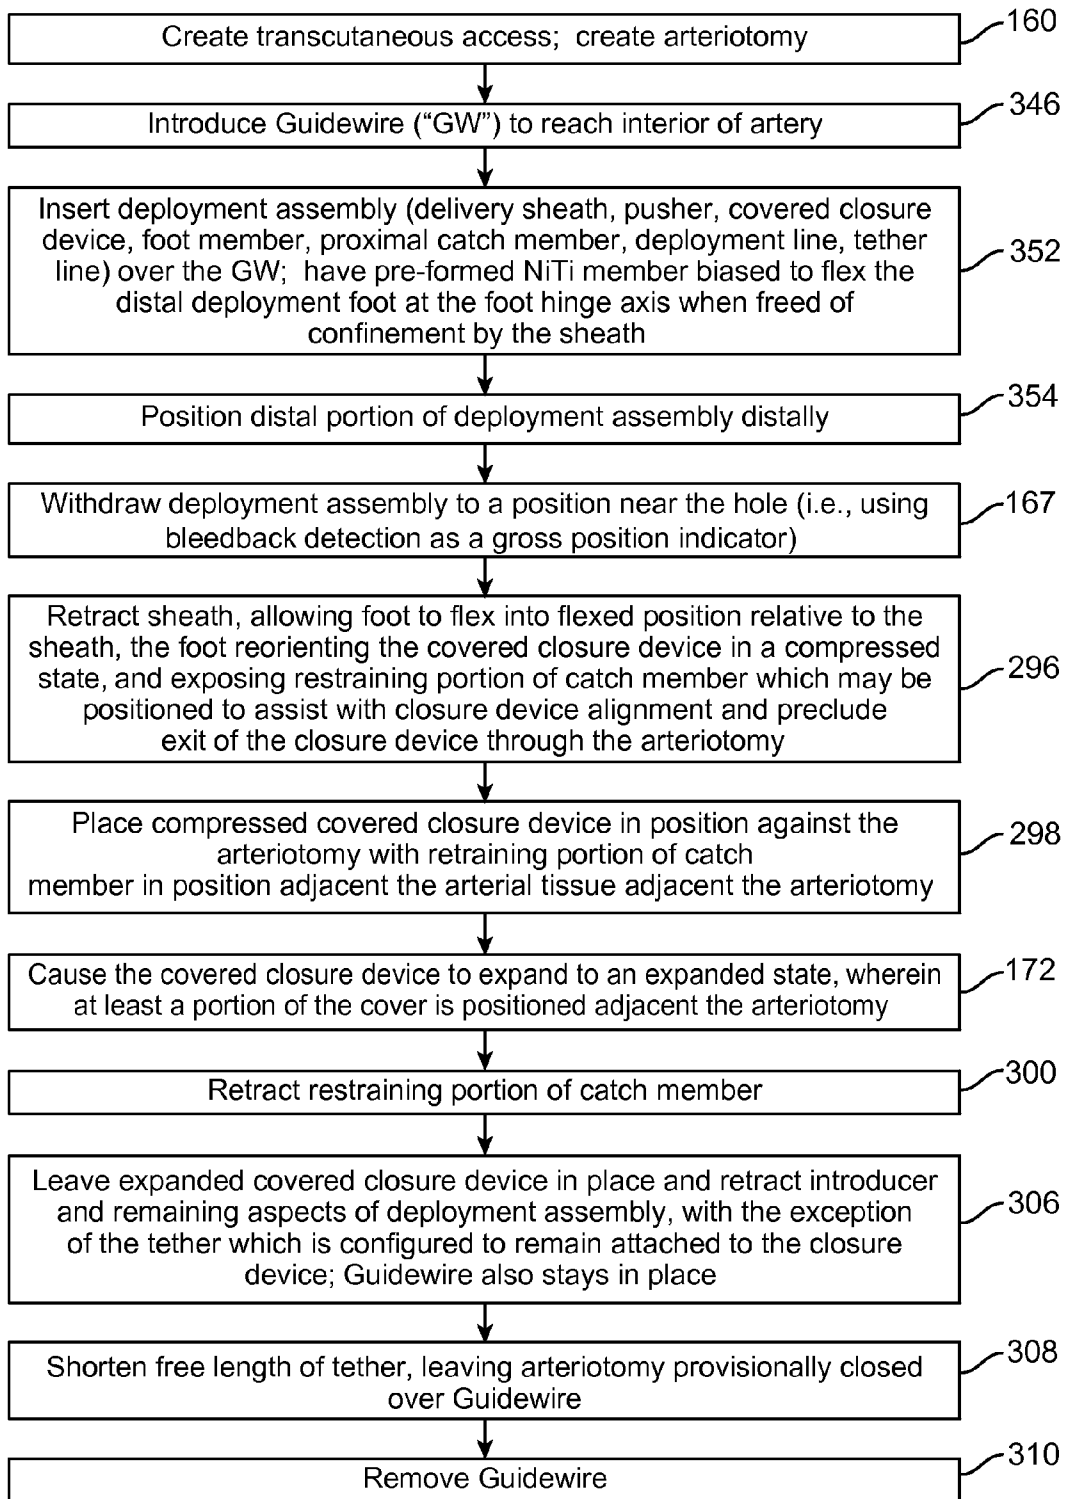 Create transcutaneous access; create arteriotomy
160
Introduce Guidewire ("GW") to reach interior of artery
346
Insert deployment assembly (delivery sheath, pusher, covered closure
device, foot member, proximal catch member, deployment line, tether
line) over the GW; have pre-formed NiTi member biased to flex the
distal deployment foot at the foot hinge axis when freed of
confinement by the sheath
352
Position distal portion of deployment assembly distally
354
Withdraw deployment assembly to a position near the hole (i.e., using
bleedback detection as a gross position indicator)
167
Retract sheath, allowing foot to flex into flexed position relative to the
sheath, the foot reorienting the covered closure device in a compressed
state, and exposing restraining portion of catch member which may be
positioned to assist with closure device alignment and preclude
exit of the closure device through the arteriotomy
296
Place compressed covered closure device in position against the
arteriotomy with retraining portion of catch
member in position adjacent the arterial tissue adjacent the arteriotomy
298
Cause the covered closure device to expand to an expanded state, wherein
at least a portion of the cover is positioned adjacent the arteriotomy
172
Retract restraining portion of catch member
300
Leave expanded covered closure device in place and retract introducer
and remaining aspects of deployment assembly, with the exception
of the tether which is configured to remain attached to the closure
device; Guidewire also stays in place
306
Shorten free length of tether, leaving arteriotomy provisionally closed
over Guidewire
308
Remove Guidewire
310